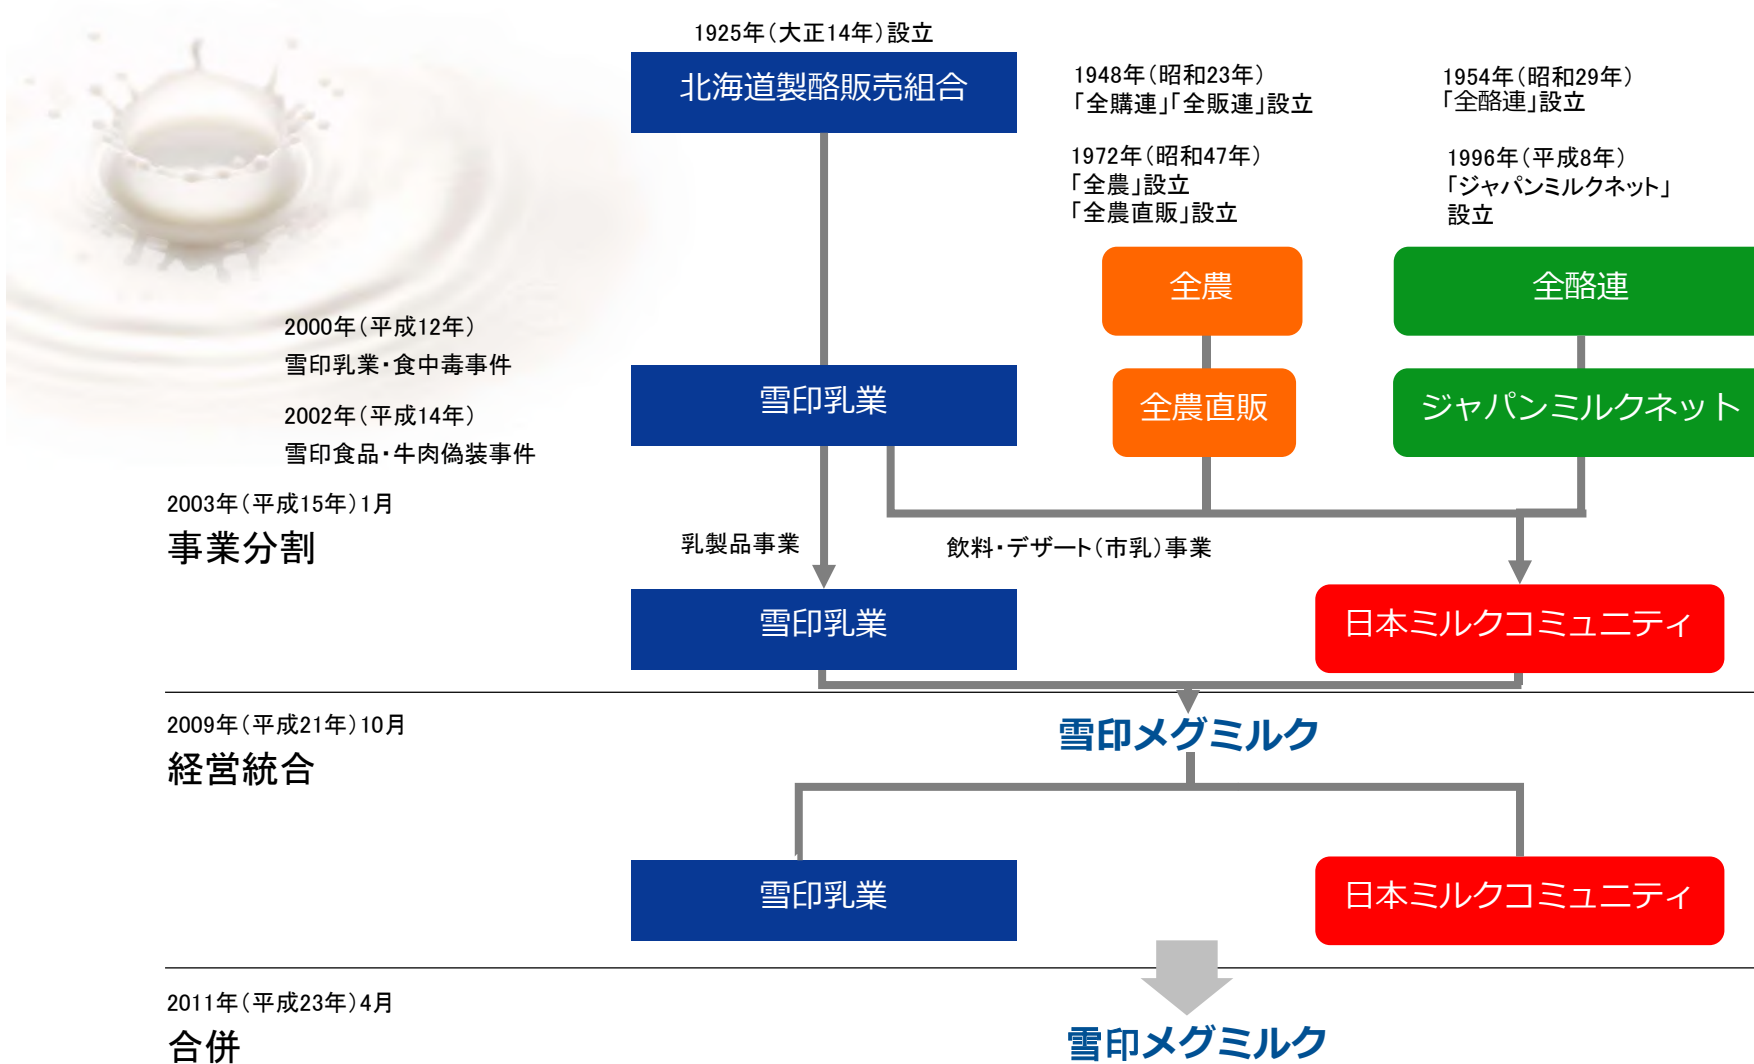 1925年(大正14年)設立
北海道製酪販売組合
1948年(昭和23年)
「全購連」「全販連」設立
1972年(昭和47年)
「全農」設立
「全農直販」設立
1954年(昭和29年)
「全酪連」設立
1996年(平成8年)
「ジャパンミルクネット」
設立
全農
全酪連
2000年(平成12年)
雪印乳業・食中毒事件
2002年(平成14年)
雪印食品・牛肉偽装事件
雪印乳業
全農直販
ジャパンミルクネット
2003年(平成15年)1月
事業分割
乳製品事業
飲料・デザート(市乳)事業
雪印乳業
日本ミルクコミュニティ
2009年(平成21年)10月
経営統合
雪印メグミルク
雪印乳業
日本ミルクコミュニティ
2011年(平成23年)4月
合併
雪印メグミルク